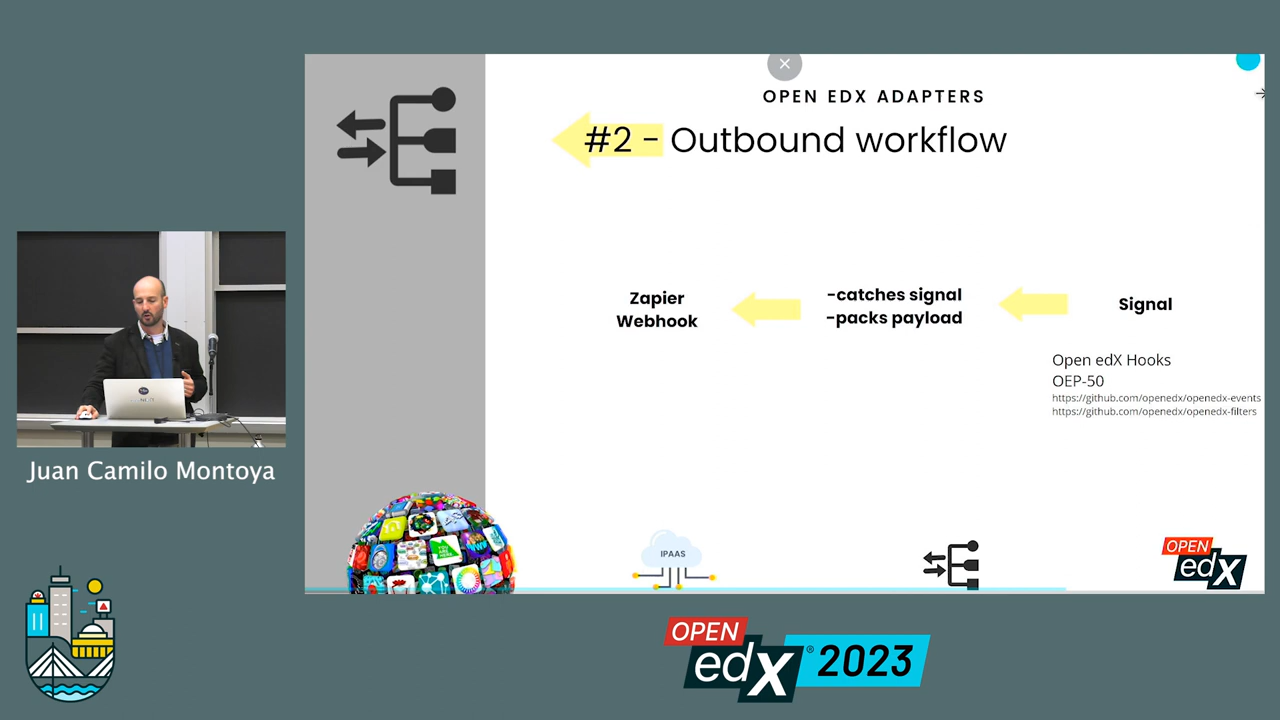 OPEN EDX ADAPTERS
#2 - Outbound workflow
Zapier
Webhook
-catches signal
-packs payload
Signal
Open edX Hooks
OEP-50
https://github.com/openedx/openedx-events
https://github.com/openedx/openedx-filters
Juan Camilo Montoya
IPAAS
OPEN
edX
OPEN
edX® 2023